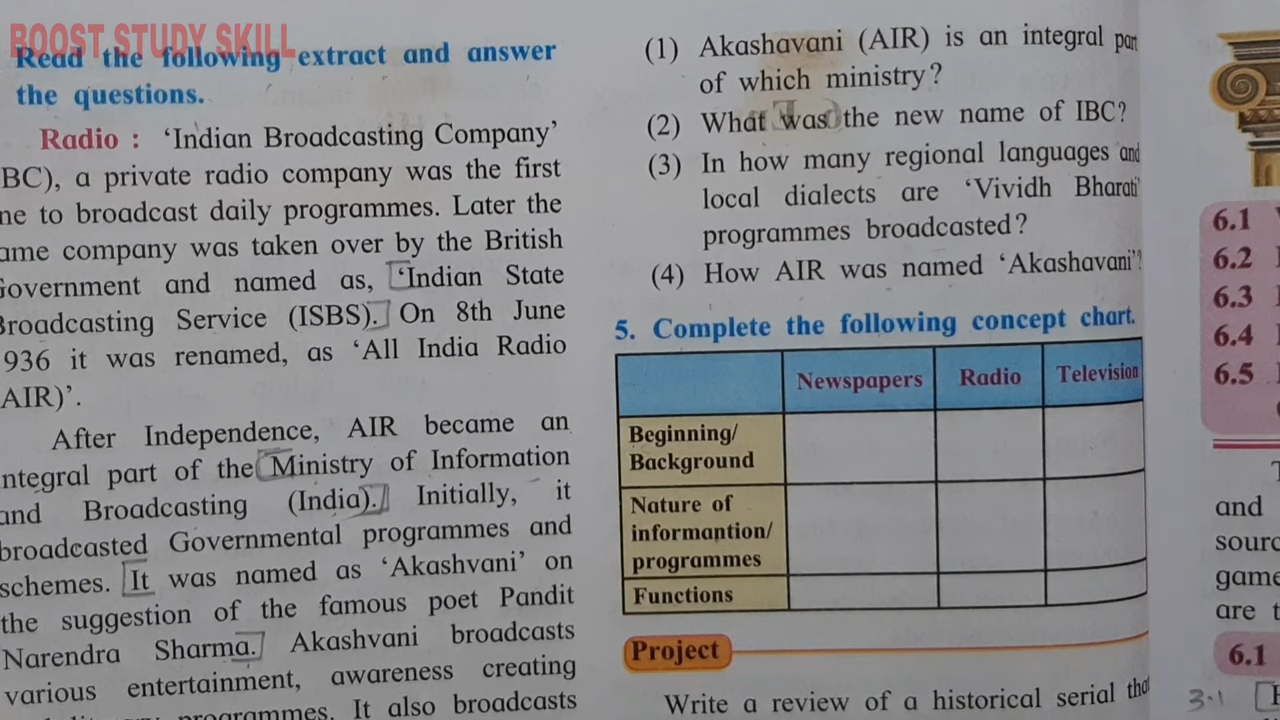 BOOST STUDY SKILL
Read the following extract and answer
the questions.
Radio : ‘Indian Broadcasting Company’
BC), a private radio company was the first
ne to broadcast daily programmes. Later the
ame company was taken over by the British
Government and named as, ‘Indian State
Broadcasting Service (ISBS). On 8th June
936 it was renamed, as ‘All India Radio
AIR)’.
After Independence, AIR became an
ntegral part of the Ministry of Information
and Broadcasting (India). Initially, it
broadcasted Governmental programmes and
schemes. It was named as ‘Akashvani’ on
the suggestion of the famous poet Pandit
Narendra Sharma. Akashvani broadcasts
various entertainment, awareness creating
programmes. It also broadcasts
(1) Akashavani (AIR) is an integral part
of which ministry?
(2) What was the new name of IBC?
(3) In how many regional languages and
local dialects are ‘Vividh Bharati’
programmes broadcasted?
(4) How AIR was named ‘Akashavani’?
5. Complete the following concept chart.
Newspapers Radio Television
Beginning/
Background
Nature of
informantion/
programmes
Functions
Project
Write a review of a historical serial tha
6.1
6.2
6.3
6.4
6.5
and
sourc
game
are t
6.1
3.1